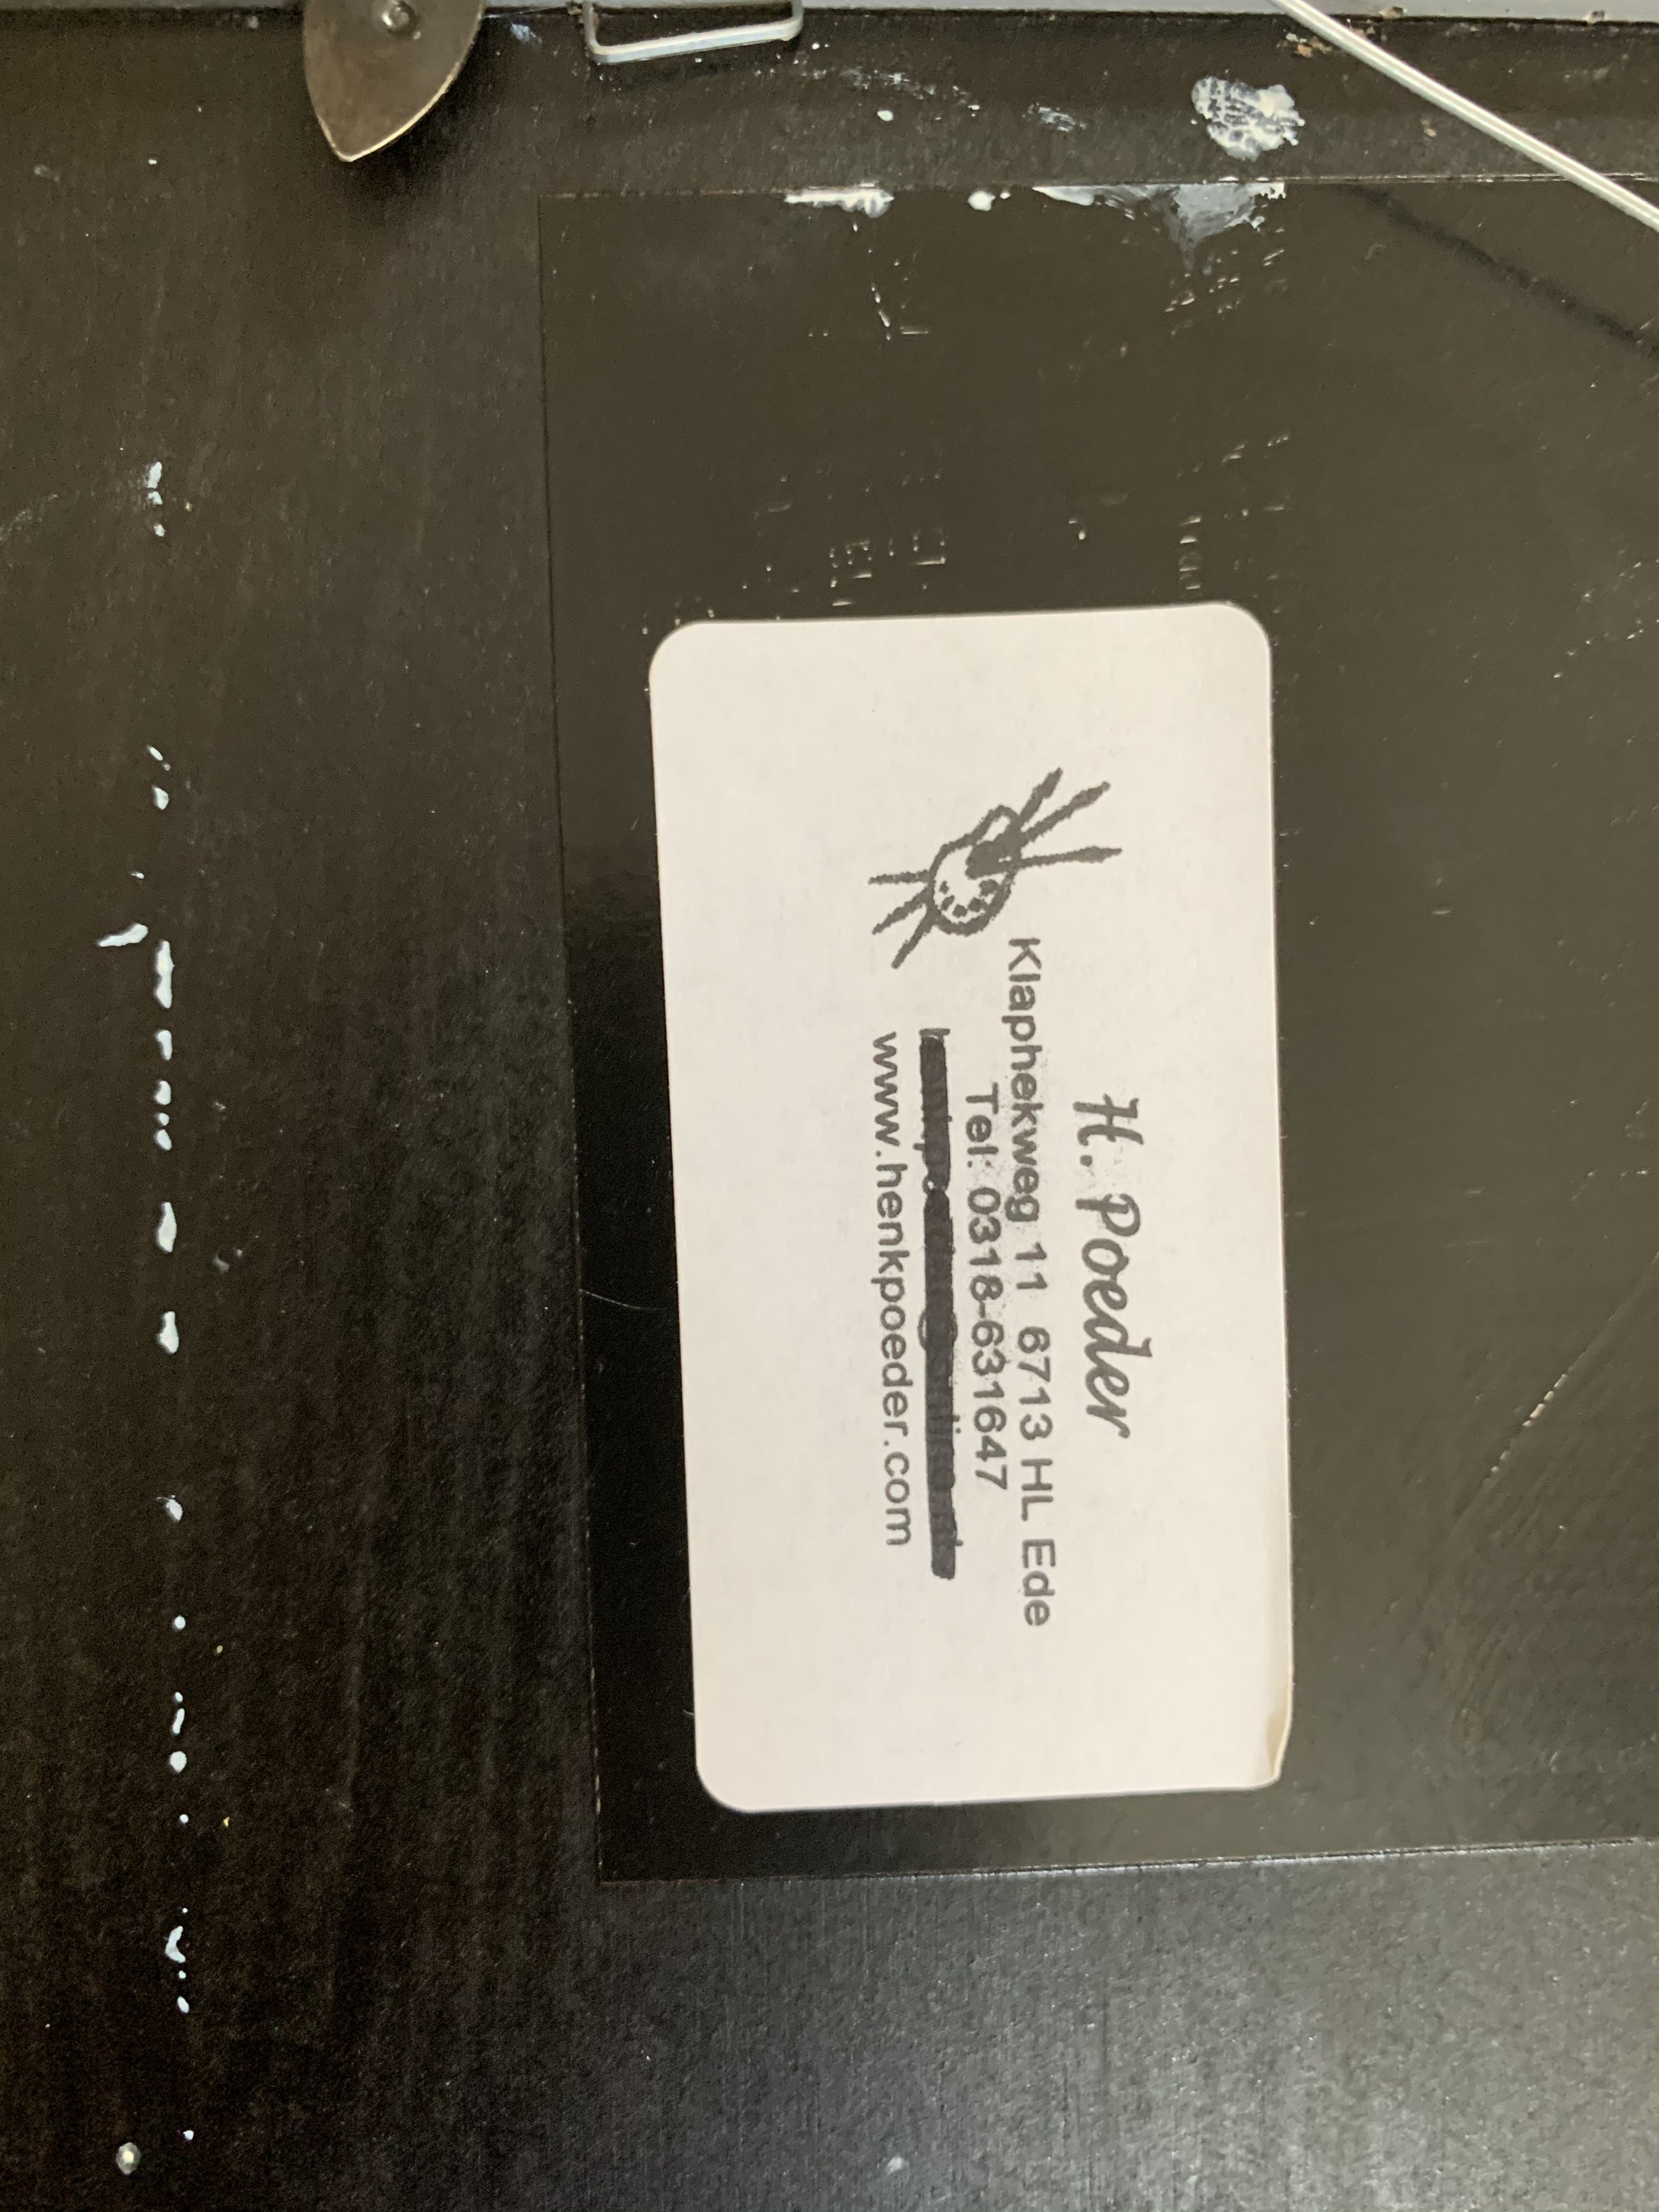 H. Poeder
Klaphekweg 11 6713 HL Ede
Tel: 0318-631647
www.henkpoeder.com